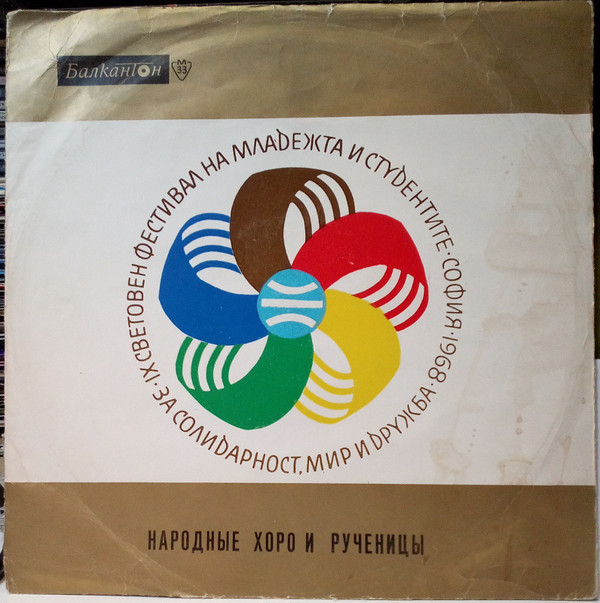 БалканТон
М
33
IX СВЕТОВЕН ФЕСТИВАЛ НА МЛАДЕЖТА И СТУДЕНТИТЕ · СОФИЯ · 1968 · ЗА СОЛИДАРНОСТ, МИР И ДРУЖБА ·
НАРОДНЫЕ ХОРО И РУЧЕНИЦЫ